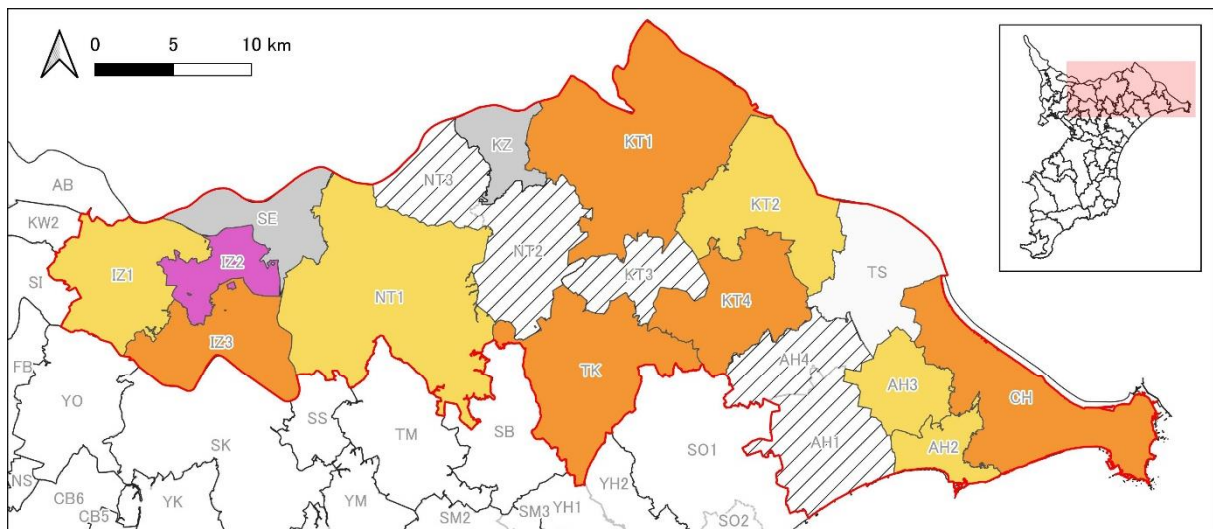 0 5 10 km
AB
KW2
SE
SI
IZ1
IZ2
IZ3
NT3
KZ
KT1
NT1
NT2
KT2
KT3
KT4
TS
FB
YO
NS
SK
SS
TM
SB
TK
AH4
AH3
AH1
AH2
CH
CB6
CB5
YK
YM
SM2
SM3
YH1
YH2
SO1
SO2